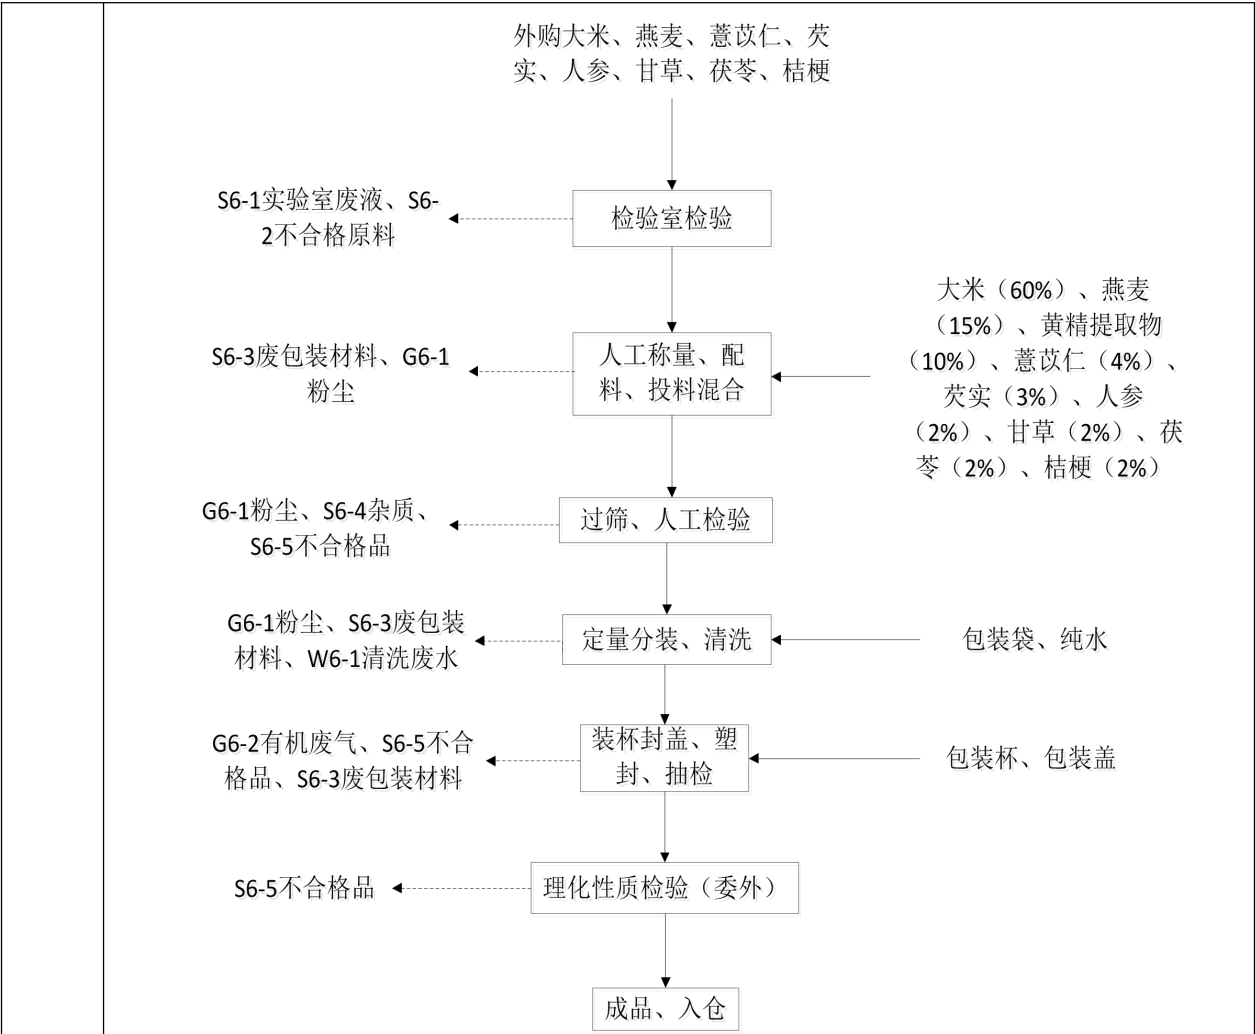 外购大米、燕麦、薏苡仁、芡
实、人参、甘草、茯苓、桔梗
S6-1实验室废液、S6-
2不合格原料
检验室检验
S6-3废包装材料、G6-1
粉尘
人工称量、配
料、投料混合
大米（60%）、燕麦
（15%）、黄精提取物
（10%）、薏苡仁（4%）、
芡实（3%）、人参
（2%）、甘草（2%）、茯
苓（2%）、桔梗（2%）
G6-1粉尘、S6-4杂质、
S6-5不合格品
过筛、人工检验
G6-1粉尘、S6-3废包装
材料、W6-1清洗废水
定量分装、清洗
包装袋、纯水
G6-2有机废气、S6-5不合
格品、S6-3废包装材料
装杯封盖、塑
封、抽检
包装杯、包装盖
S6-5不合格品
理化性质检验（委外）
成品、入仓